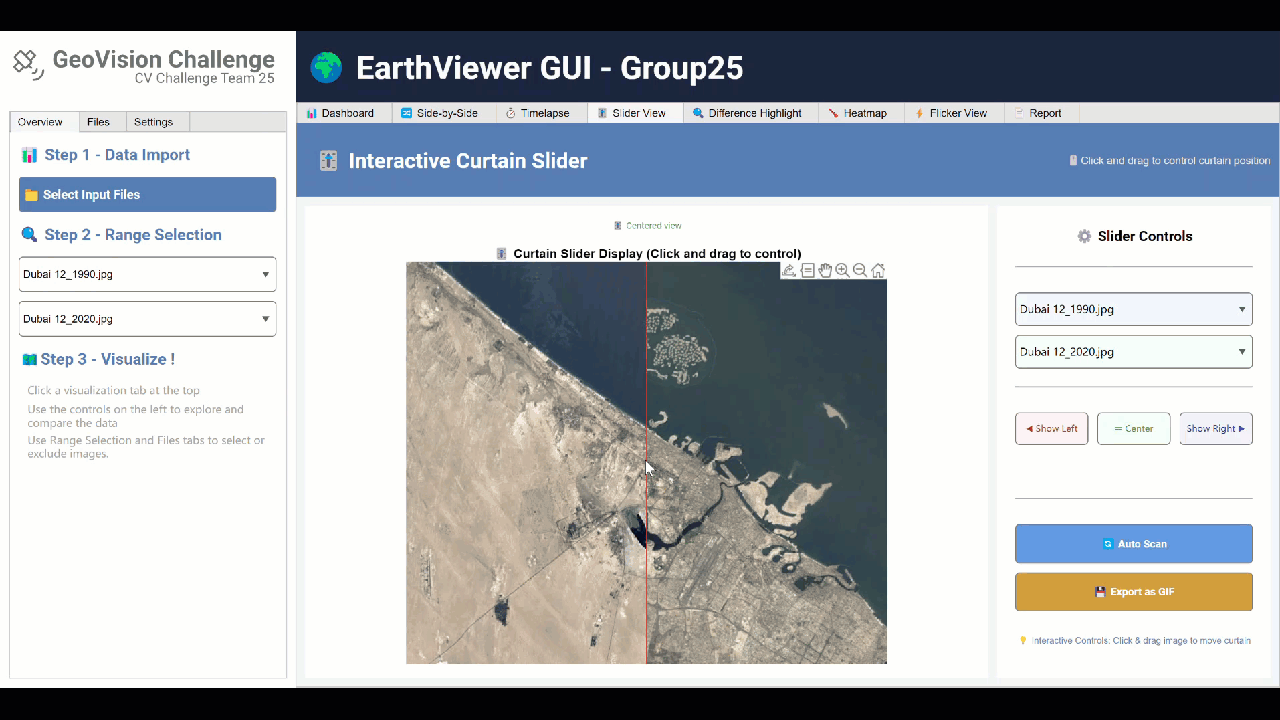 GeoVision Challenge
CV Challenge Team 25
Overview
Files
Settings
Step 1 - Data Import
Select Input Files
Step 2 - Range Selection
Dubai 12_1990.jpg
Dubai 12_2020.jpg
Step 3 - Visualize !
Click a visualization tab at the top
Use the controls on the left to explore and
compare the data
Use Range Selection and Files tabs to select or
exclude images.
EarthViewer GUI - Group25
Dashboard
Side-by-Side
Timelapse
Slider View
Difference Highlight
Heatmap
Flicker View
Report
Interactive Curtain Slider
Click and drag to control curtain position
Centered view
Curtain Slider Display (Click and drag to control)
Slider Controls
Dubai 12_1990.jpg
Dubai 12_2020.jpg
Show Left
Center
Show Right
Auto Scan
Export as GIF
Interactive Controls: Click & drag image to move curtain